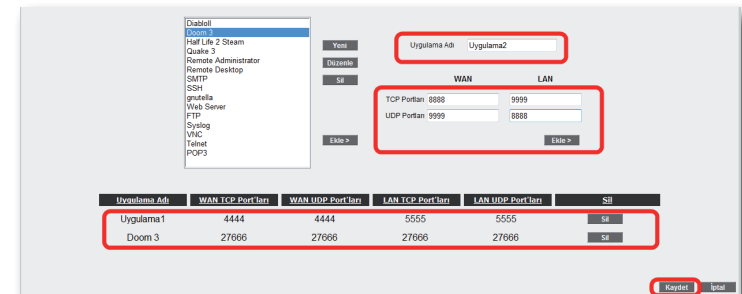 DiabloII
Doom 3
Half Life 2 Steam
Quake 3
Remote Administrator
Remote Desktop
SMTP
SSH
gnutella
Web Server
FTP
Syslog
VNC
Telnet
POP3
Yeni
Düzenle
Sil
Ekle >
Uygulama Adı Uygulama2
WAN LAN
TCP Portları 8888 9999
UDP Portları 9999 8888
Ekle >
Uygulama Adı WAN TCP Port'ları WAN UDP Port'ları LAN TCP Port'ları LAN UDP Port'ları Sil
Uygulama1 4444 4444 5555 5555 Sil
Doom 3 27666 27666 27666 27666 Sil
Kaydet İptal